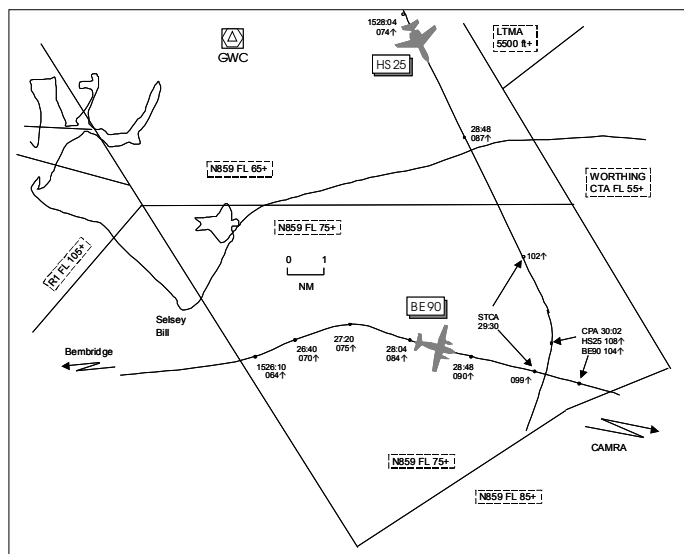 1528:04
074↑
HS 25
GWC
LTMA
5500 ft+
28:48
087↑
N859 FL 65+
WORTHING
CTA FL 55+
N859 FL 75+
R1 FL 105+
0 1
NM
102↑
Selsey
Bill
BE 90
STCA
29:30
CPA 30:02
HS25 108↑
BE90 104↑
Bembridge
1526:10
064↑
26:40
070↑
27:20
075↑
28:04
084↑
28:48
090↑
099↑
CAMRA
N859 FL 75+
N859 FL 85+